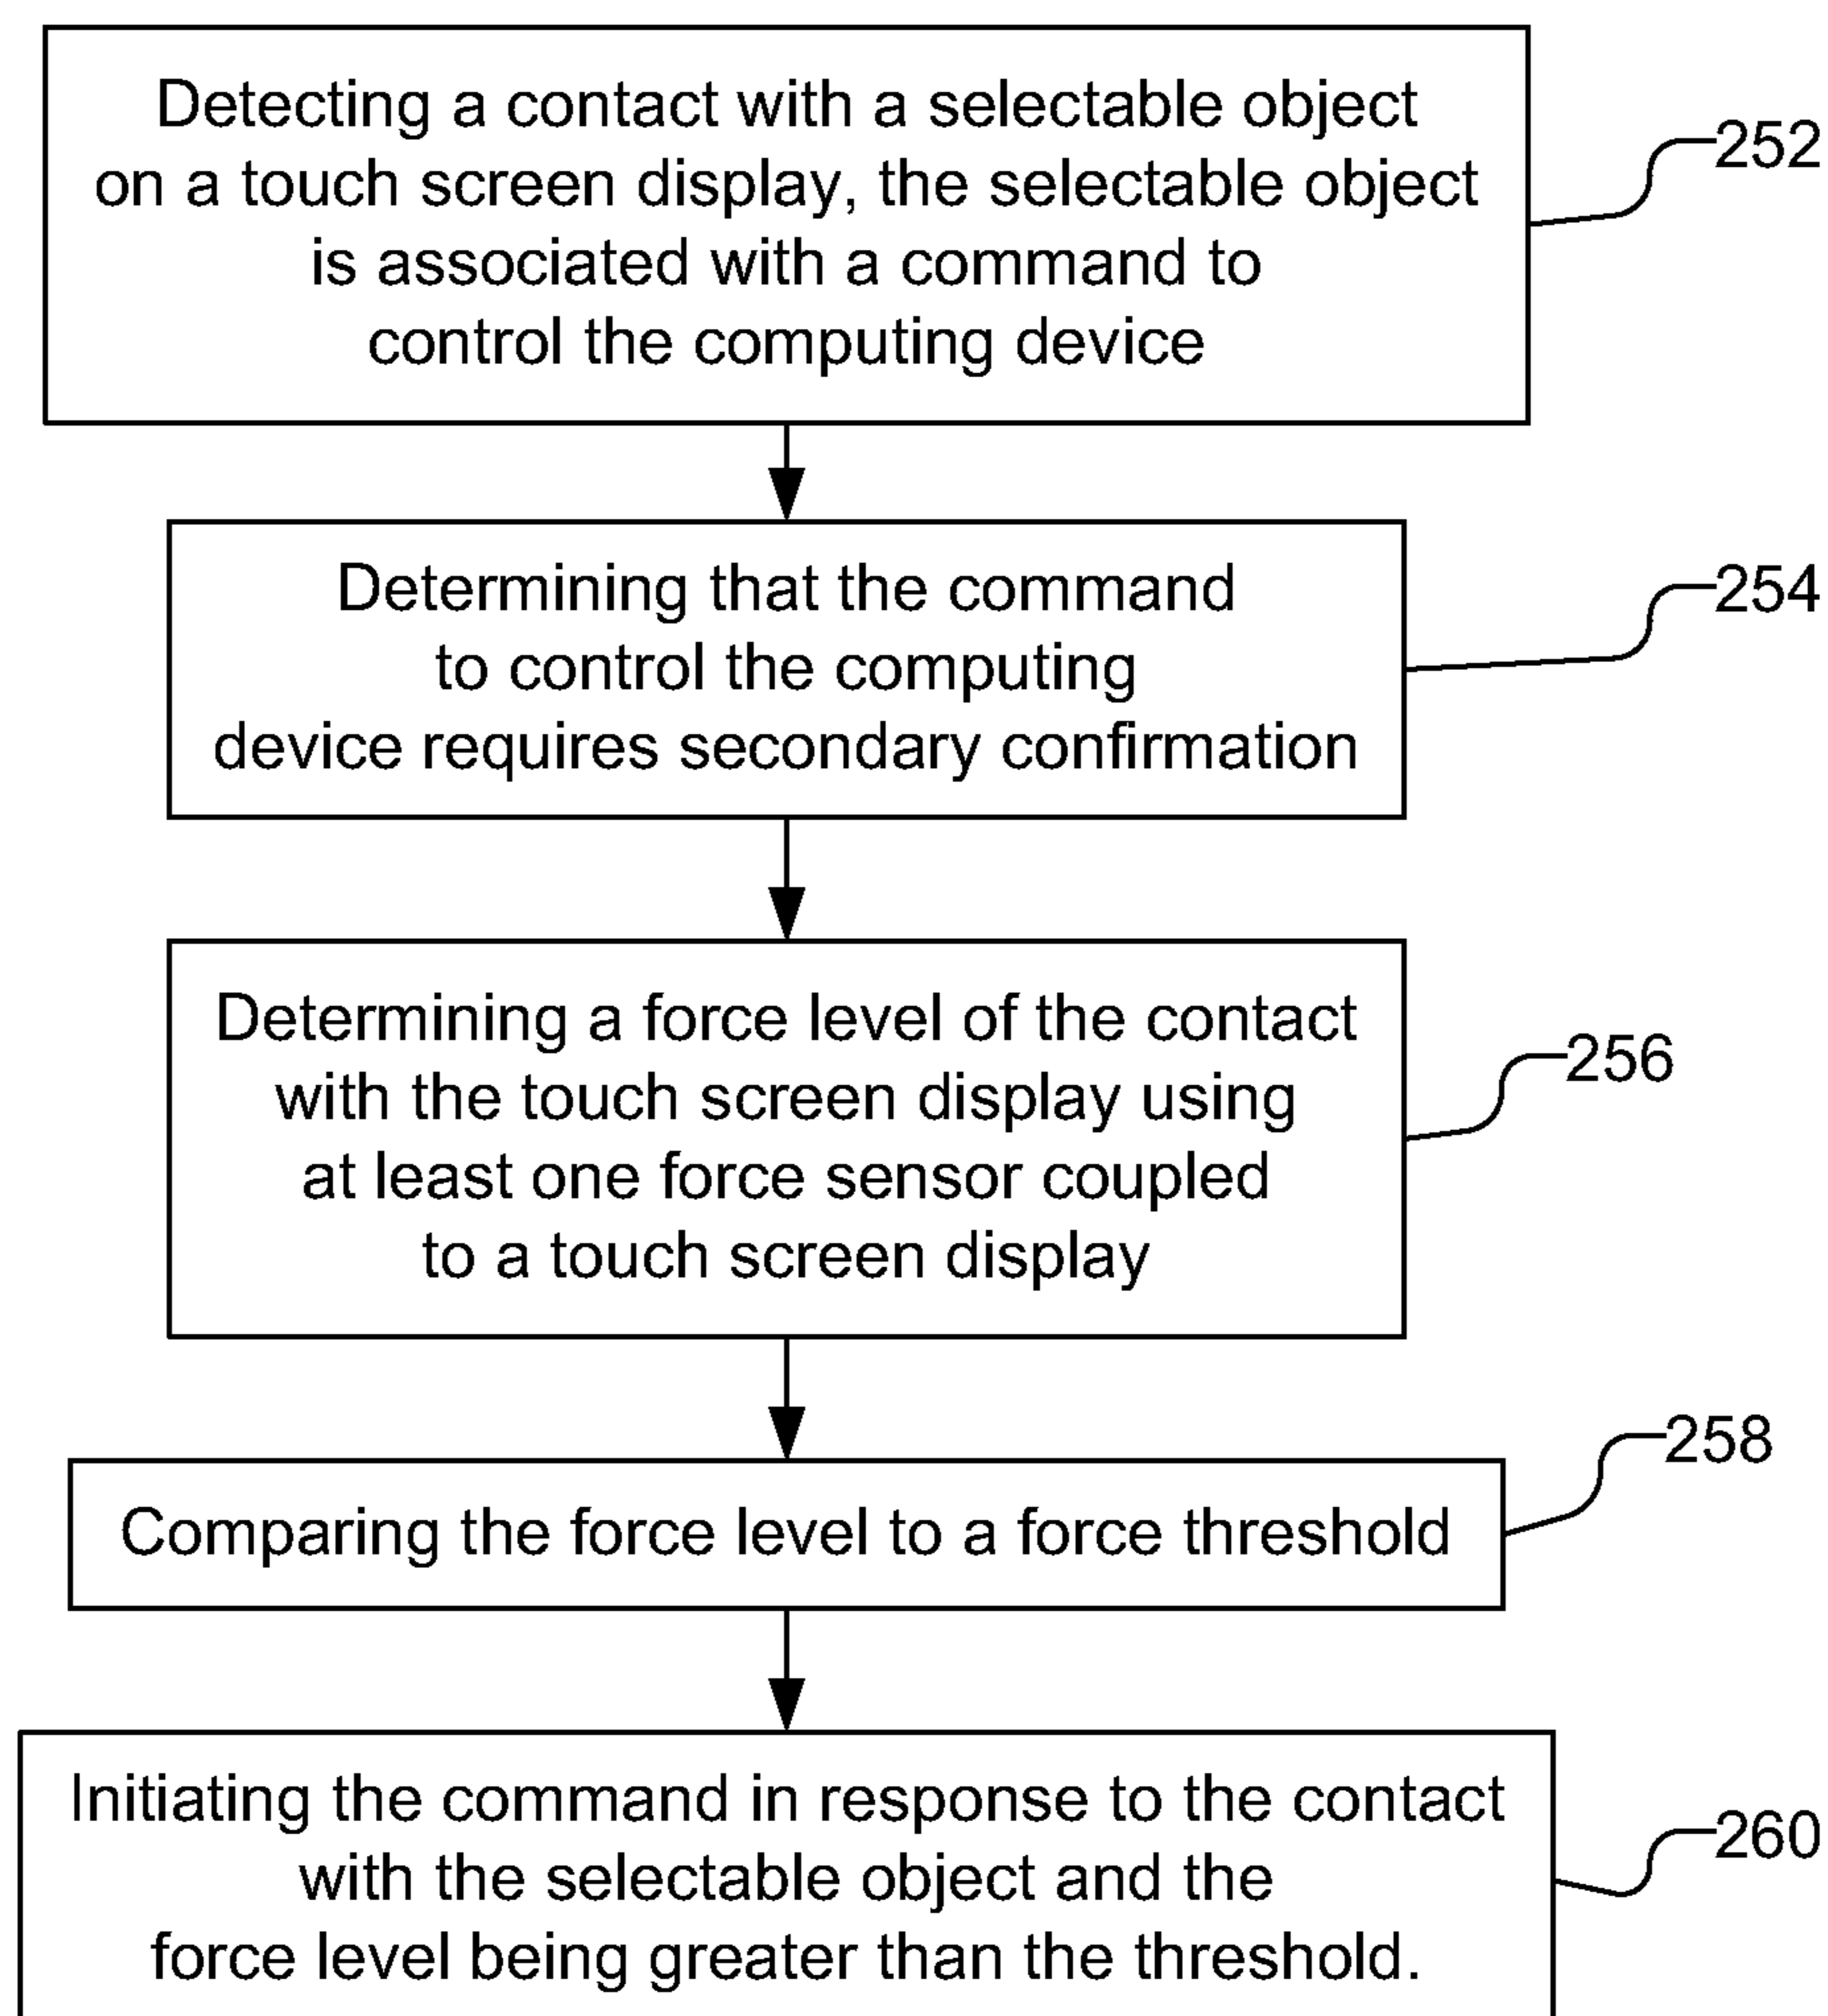 Detecting a contact with a selectable object
on a touch screen display, the selectable object
is associated with a command to
control the computing device
252
Determining that the command
to control the computing
device requires secondary confirmation
254
Determining a force level of the contact
with the touch screen display using
at least one force sensor coupled
to a touch screen display
256
Comparing the force level to a force threshold
258
Initiating the command in response to the contact
with the selectable object and the
force level being greater than the threshold.
260